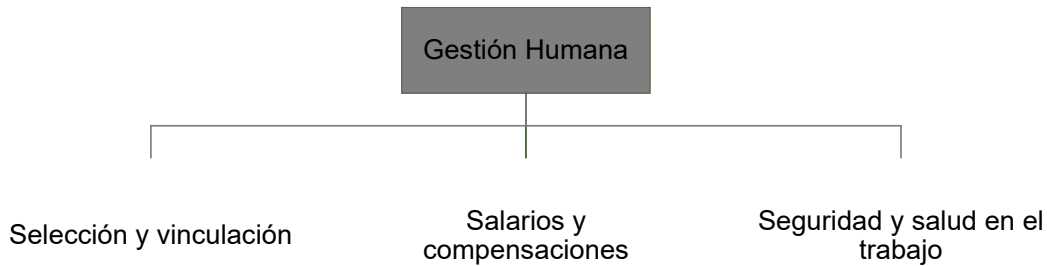 Gestión Humana
Selección y vinculación
Salarios y
compensaciones
Seguridad y salud en el
trabajo